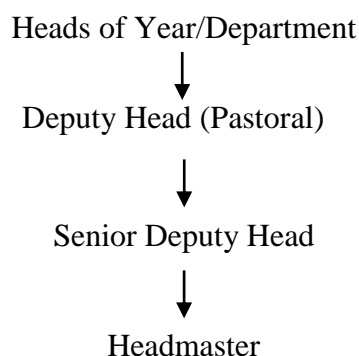 Heads of Year/Department
Deputy Head (Pastoral)
Senior Deputy Head
Headmaster